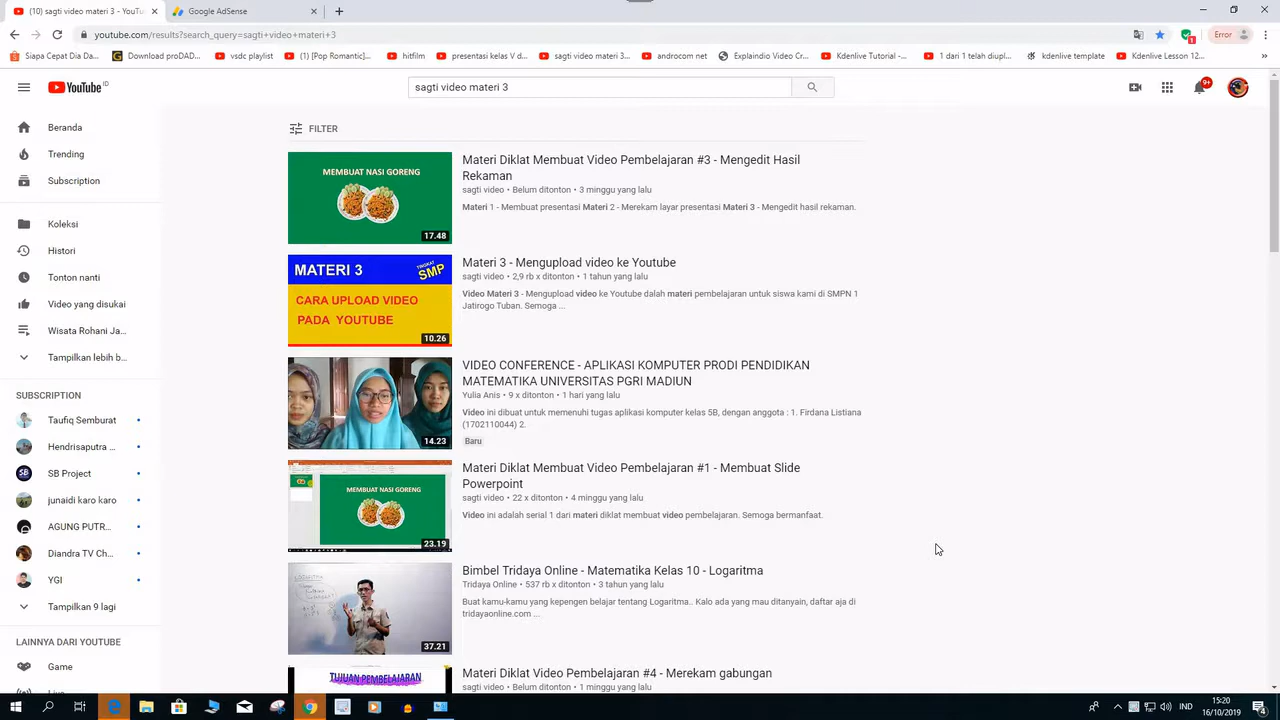 (10) sagti video materi 3 - YouT
Google AdSense
youtube.com/results?search_query=sagti+video+materi+3
Error
Siapa Cepat Dia Da...
Download proDAD...
vsdc playlist
(1) [Pop Romantic]...
hitfilm
presentasi kelas V d...
sagti video materi 3...
androcm net
Explaindio Video Cr...
Kdenlive Tutorial -...
1 dari 1 telah diupl...
kdenlive template
Kdenlive Lesson 12...
YouTube ID
sagti video materi 3
9+
FILTER
Beranda
Trending
Subscription
Koleksi
Histori
Tonton nanti
Video yang disukai
Wisata Rohani Ja...
Tampilkan lebih b...
SUBSCRIPTION
Taufiq Semburat
Hendrisaputra ...
SB Project
junaidi karo karo
AGUNG PUTR...
Diandra TV Ch...
YGI
Tampilkan 9 lagi
LAINNYA DARI YOUTUBE
Game
Live
MEMBUAT NASI GORENG
17.48
Materi Diklat Membuat Video Pembelajaran #3 - Mengedit Hasil
Rekaman
sagti video • Belum ditonton • 3 minggu yang lalu
Materi 1 - Membuat presentasi Materi 2 - Merekam layar presentasi Materi 3 - Mengedit hasil rekaman.
MATERI 3
TINGKAT
SMP
CARA UPLOAD VIDEO
PADA YOUTUBE
10.26
Materi 3 - Mengupload video ke Youtube
sagti video • 2,9 rb x ditonton • 1 tahun yang lalu
Video Materi 3 - Mengupload video ke Youtube dalah materi pembelajaran untuk siswa kami di SMPN 1
Jatirogo Tuban. Semoga ...
14.23
VIDEO CONFERENCE - APLIKASI KOMPUTER PRODI PENDIDIKAN
MATEMATIKA UNIVERSITAS PGRI MADIUN
Yulia Anis • 9 x ditonton • 1 hari yang lalu
Video ini dibuat untuk memenuhi tugas aplikasi komputer kelas 5B, dengan anggota : 1. Firdana Listiana
(1702110044) 2.
Baru
MEMBUAT NASI GORENG
23.19
Materi Diklat Membuat Video Pembelajaran #1 - Membuat Slide
Powerpoint
sagti video • 22 x ditonton • 4 minggu yang lalu
Video ini adalah serial 1 dari materi diklat membuat video pembelajaran. Semoga bermanfaat.
37.21
Bimbel Tridaya Online - Matematika Kelas 10 - Logaritma
Tridaya Online • 537 rb x ditonton • 3 tahun yang lalu
Buat kamu-kamu yang kepengen belajar tentang Logaritma.. Kalo ada yang mau ditanyain, daftar aja di
tridayaonline.com ...
TUJUAN PEMBELAJARAN
Materi Diklat Video Pembelajaran #4 - Merekam gabungan
sagti video • Belum ditonton • 1 minggu yang lalu
IND
15:20
16/10/2019